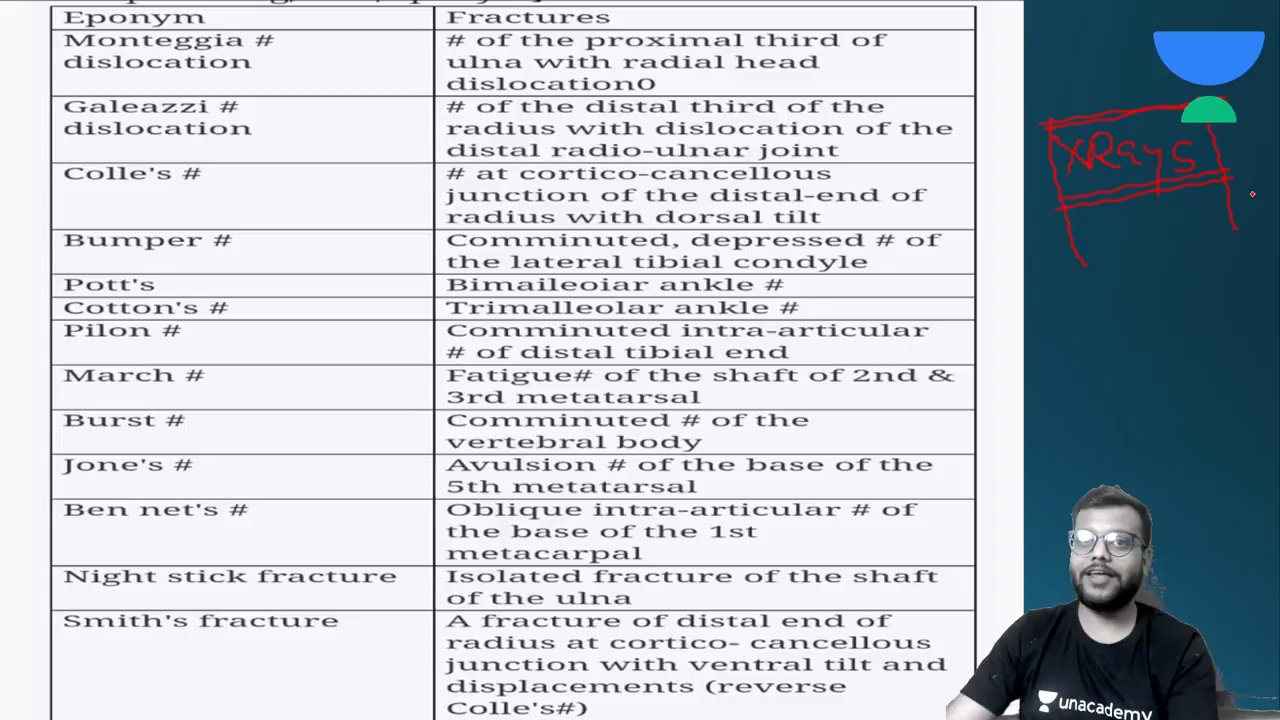 Eponym
Fractures
Monteggia #
dislocation
# of the proximal third of
ulna with radial head
dislocation0
Galeazzi #
dislocation
# of the distal third of the
radius with dislocation of the
distal radio-ulnar joint
Colle's #
# at cortico-cancellous
junction of the distal-end of
radius with dorsal tilt
Bumper #
Comminuted, depressed # of
the lateral tibial condyle
Pott's
Bimaileoiar ankle #
Cotton's #
Trimalleolar ankle #
Pilon #
Comminuted intra-articular
# of distal tibial end
March #
Fatigue# of the shaft of 2nd &
3rd metatarsal
Burst #
Comminuted # of the
vertebral body
Jone's #
Avulsion # of the base of the
5th metatarsal
Ben net's #
Oblique intra-articular # of
the base of the 1st
metacarpal
Night stick fracture
Isolated fracture of the shaft
of the ulna
Smith's fracture
A fracture of distal end of
radius at cortico- cancellous
junction with ventral tilt and
displacements (reverse
Colle's#)
XRays
unacademy